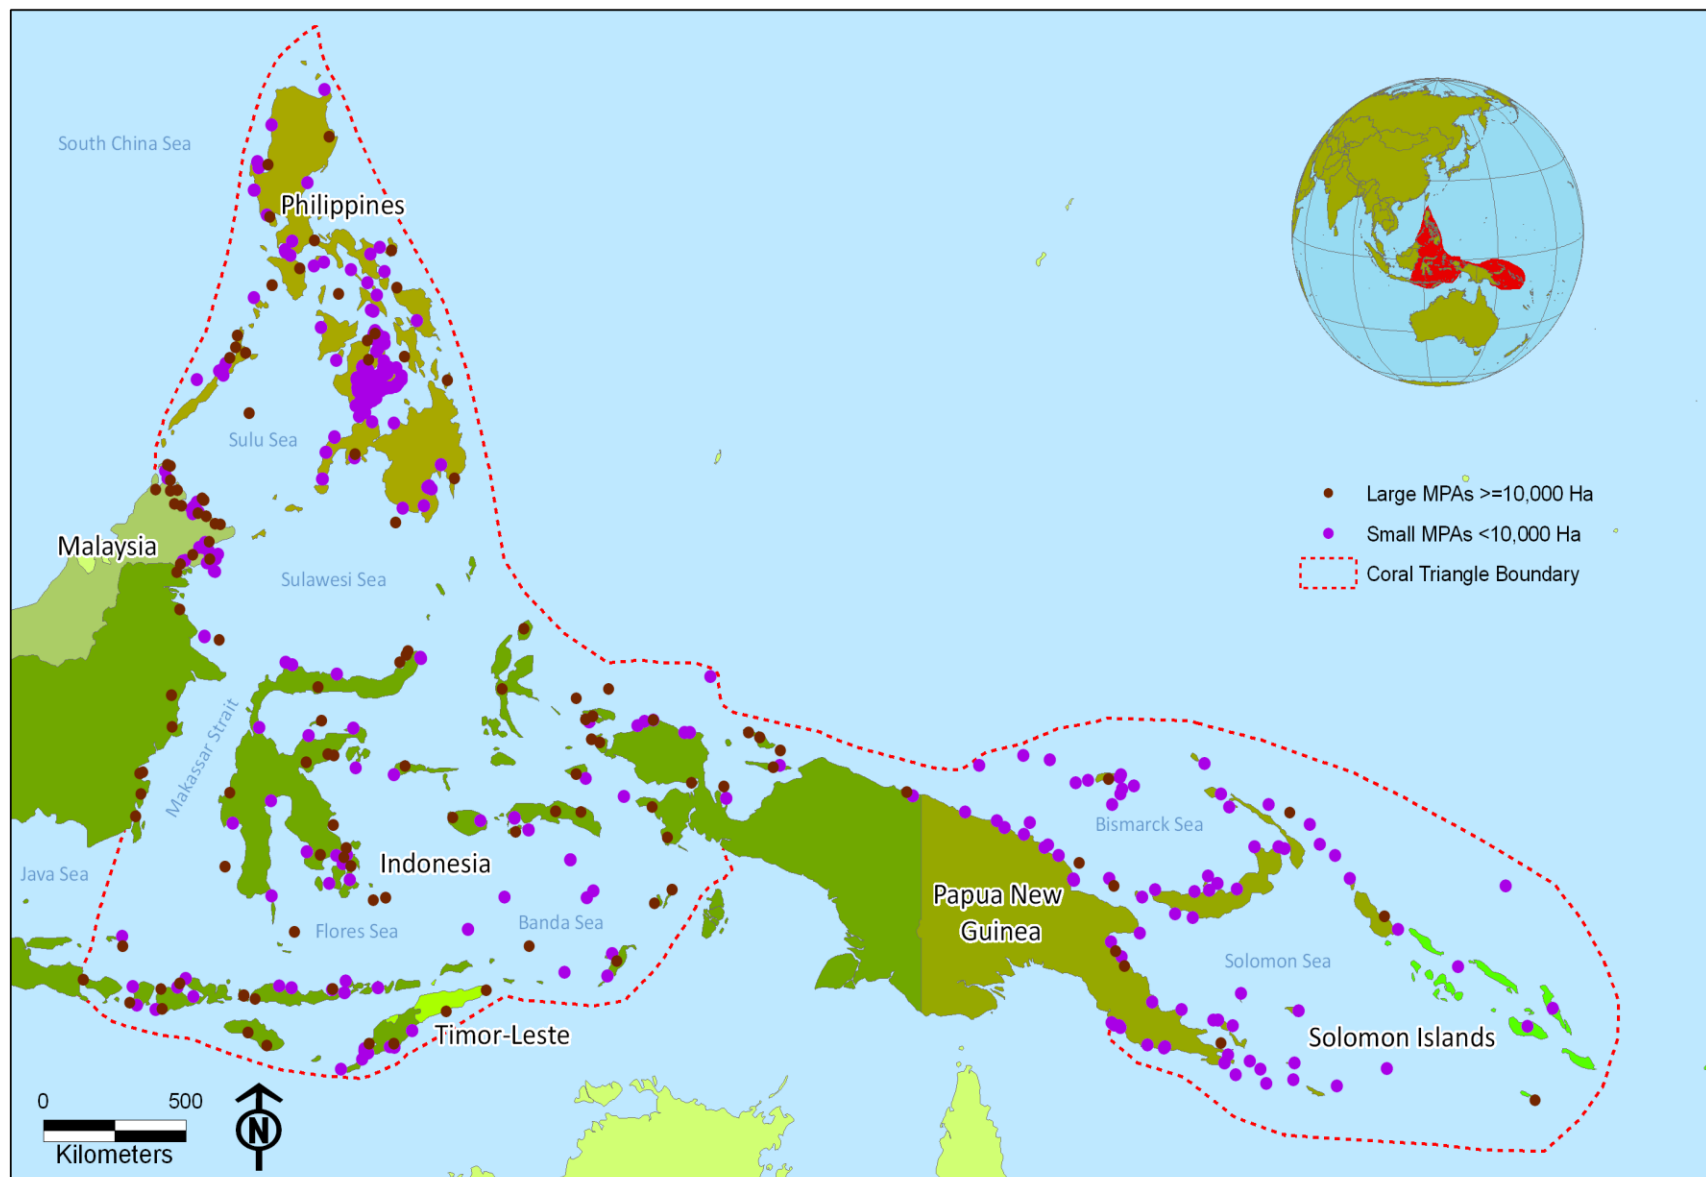 South China Sea
Philippines
Sulu Sea
Malaysia
Sulawesi Sea
Makassar Strait
Java Sea
Indonesia
Flores Sea
Banda Sea
Timor-Leste
Papua New
Guinea
Bismarck Sea
Solomon Sea
Solomon Islands
Large MPAs >=10,000 Ha
Small MPAs <10,000 Ha
Coral Triangle Boundary
0 500
Kilometers
N